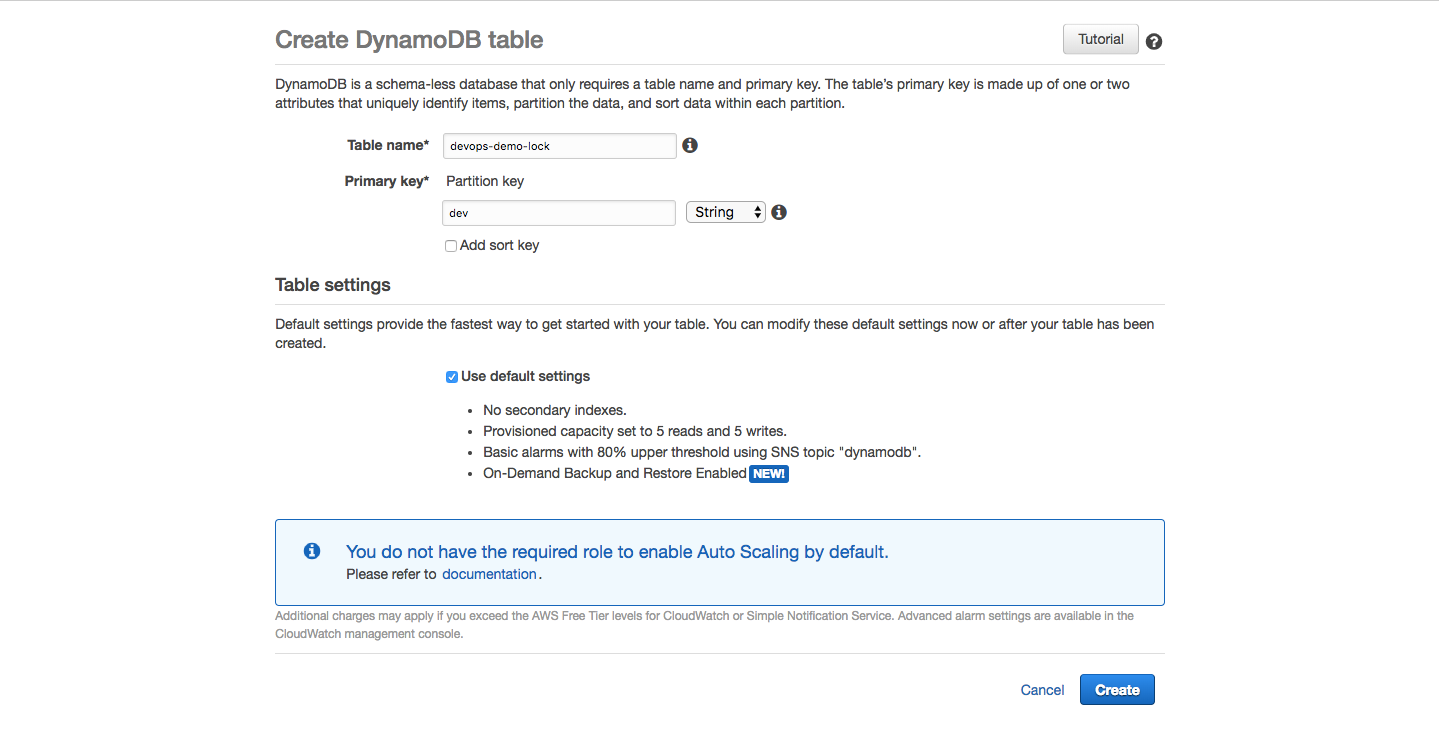 Create DynamoDB table
Tutorial
DynamoDB is a schema-less database that only requires a table name and primary key. The table's primary key is made up of one or two
attributes that uniquely identify items, partition the data, and sort data within each partition.
Table name* devops-demo-lock
Primary key* Partition key
dev String
Add sort key
Table settings
Default settings provide the fastest way to get started with your table. You can modify these default settings now or after your table has been
created.
Use default settings
• No secondary indexes.
• Provisioned capacity set to 5 reads and 5 writes.
• Basic alarms with 80% upper threshold using SNS topic "dynamodb".
• On-Demand Backup and Restore Enabled NEW!
You do not have the required role to enable Auto Scaling by default.
Please refer to documentation.
Additional charges may apply if you exceed the AWS Free Tier levels for CloudWatch or Simple Notification Service. Advanced alarm settings are available in the
CloudWatch management console.
Cancel Create